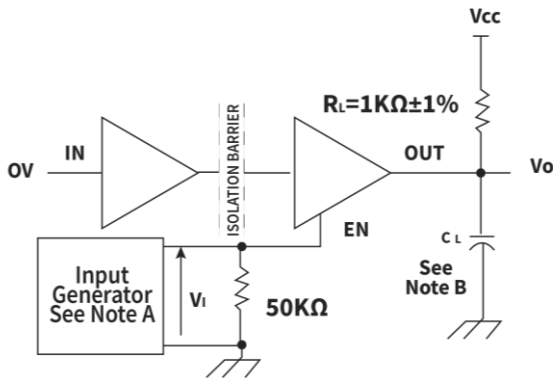 Vcc
RL=1KΩ±1%
IN
OV
ISOLATION BARRIER
OUT
Vo
EN
CL
See
Note B
Input
Generator
See Note A
VI
50KΩ